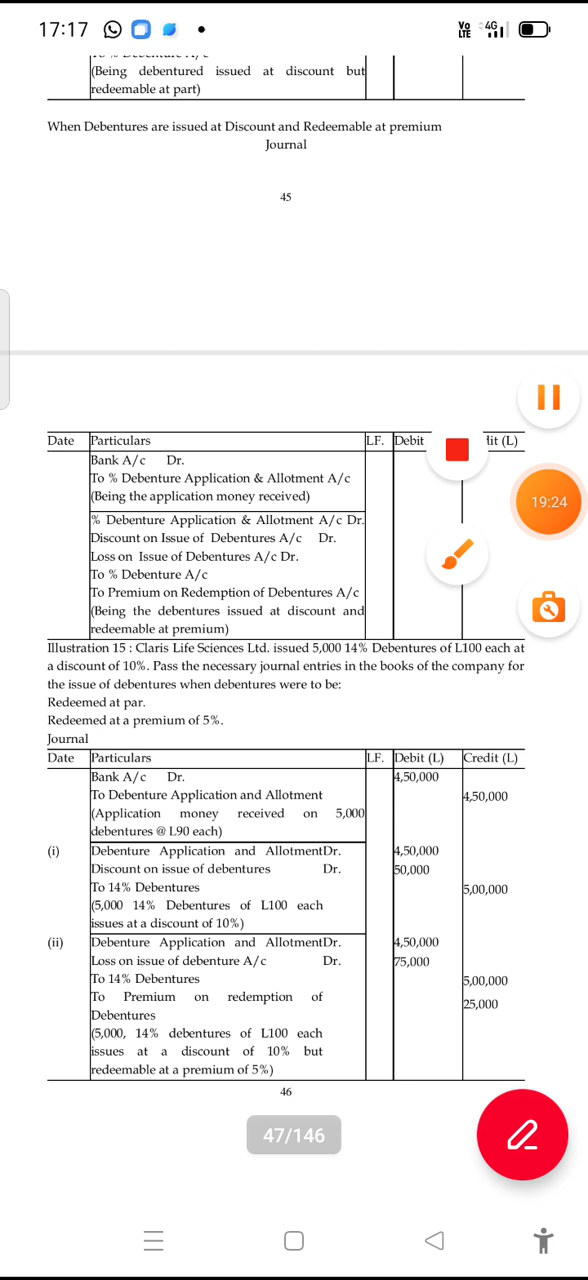 17:17
Vo LTE 4G
(Being debentured issued at discount but
redeemable at part)
When Debentures are issued at Discount and Redeemable at premium
Journal
45
Date Particulars LF. Debit dit (L)
Bank A/c Dr.
To % Debenture Application & Allotment A/c
(Being the application money received)
% Debenture Application & Allotment A/c Dr.
Discount on Issue of Debentures A/c Dr.
Loss on Issue of Debentures A/c Dr.
To % Debenture A/c
To Premium on Redemption of Debentures A/c
(Being the debentures issued at discount and
redeemable at premium)
19:24
Illustration 15 : Claris Life Sciences Ltd. issued 5,000 14% Debentures of L100 each at
a discount of 10%. Pass the necessary journal entries in the books of the company for
the issue of debentures when debentures were to be:
Redeemed at par.
Redeemed at a premium of 5%.
Journal
Date Particulars LF. Debit (L) Credit (L)
Bank A/c Dr. 4,50,000
To Debenture Application and Allotment 4,50,000
(Application money received on 5,000
debentures @ L90 each)
(i) Debenture Application and AllotmentDr. 4,50,000
Discount on issue of debentures Dr. 50,000
To 14% Debentures 5,00,000
(5,000 14% Debentures of L100 each
issues at a discount of 10%)
(ii) Debenture Application and AllotmentDr. 4,50,000
Loss on issue of debenture A/c Dr. 75,000
To 14% Debentures 5,00,000
To Premium on redemption of 25,000
Debentures
(5,000, 14% debentures of L100 each
issues at a discount of 10% but
redeemable at a premium of 5%)
46
47/146